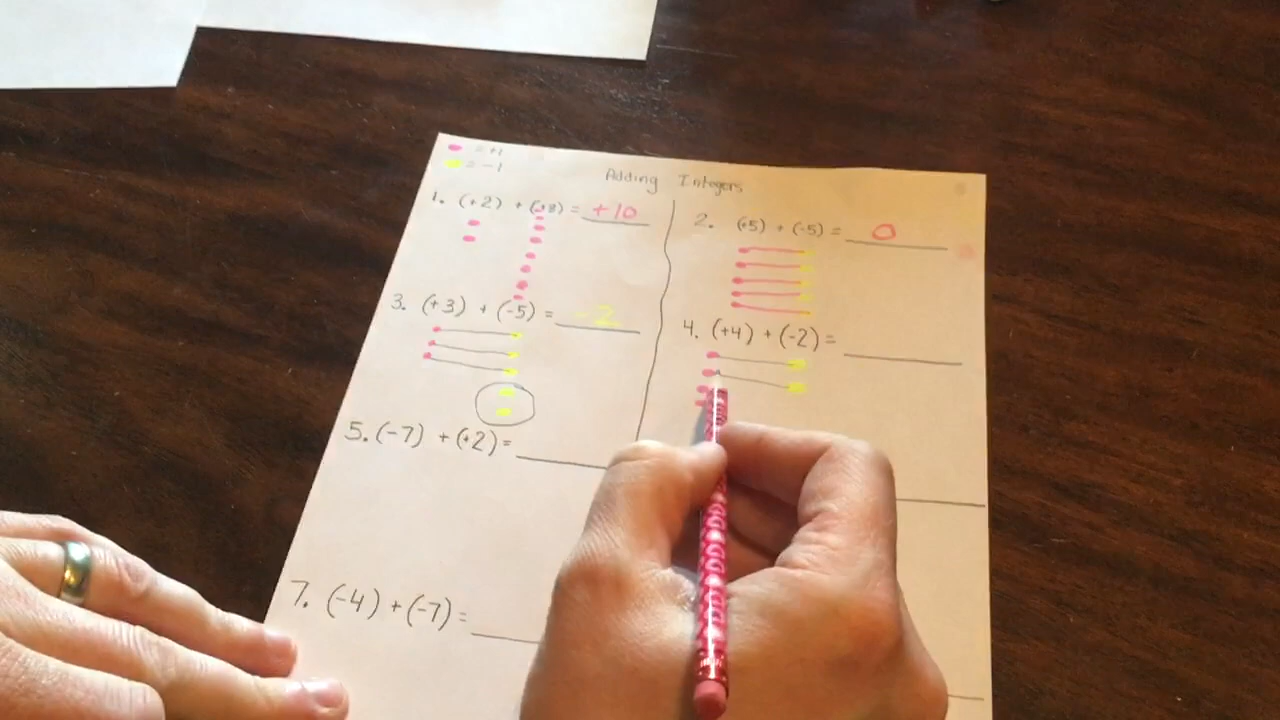 = +1
= -1
Adding Integers
1. (+2) + (+8) = +10
2. (+5) + (-5) = 0
3. (+3) + (-5) = -2
4. (+4) + (-2) =
5. (-7) + (+2) =
7. (-4) + (-7) =